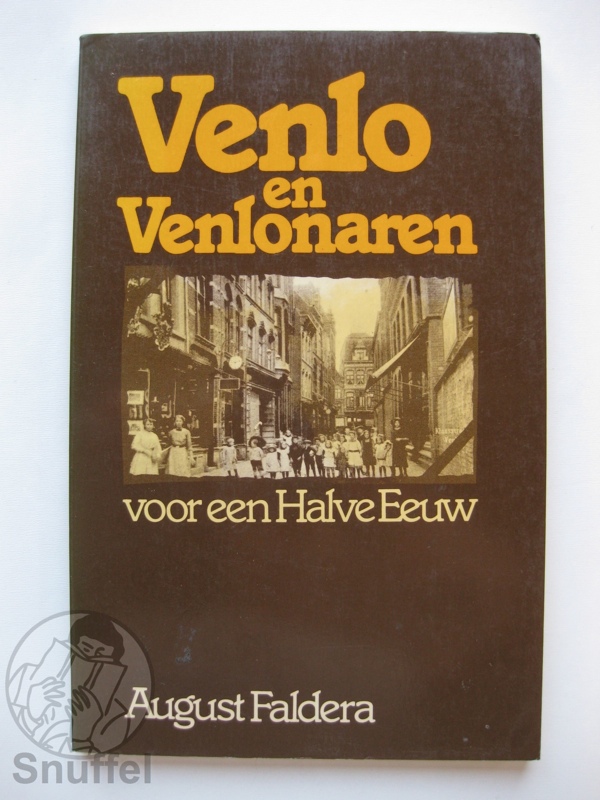 Venlo
en
Venlonaren
voor een Halve Eeuw
August Faldera
Snuffel